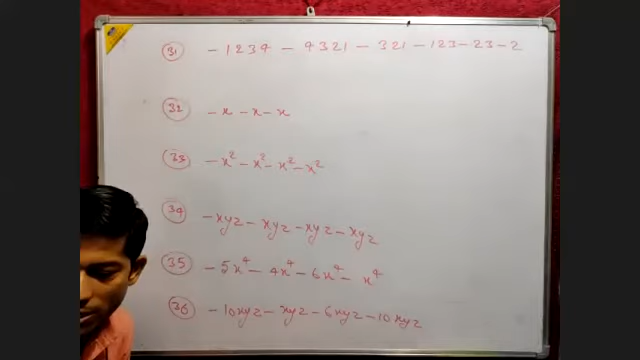 31 - 1234 - 4321 - 321 - 123 - 23 - 2
32 - x - x - x
33 - x² - x² - x² - x²
34 - xyz - xyz - xyz - xyz
35 - 5x⁴ - 4x⁴ - 6x⁴ - x⁴
36 - 10xyz - xyz - 6xyz - 10xyz